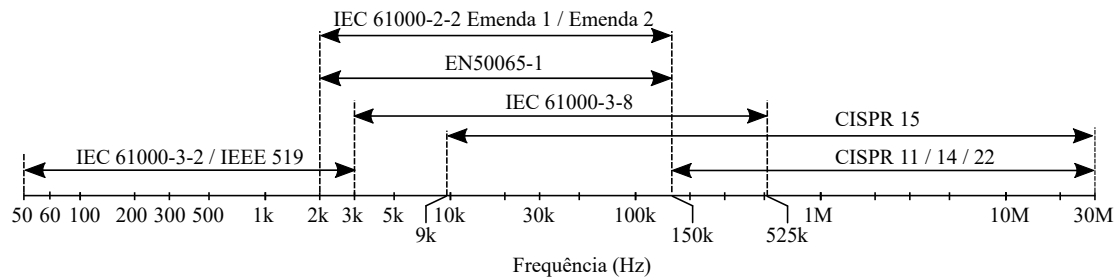 IEC 61000-2-2 Emenda 1 / Emenda 2
EN50065-1
IEC 61000-3-8
CISPR 15
IEC 61000-3-2 / IEEE 519
CISPR 11 / 14 / 22
50 60 100 200 300 500 1k 2k 3k 5k 10k 30k 100k 1M 10M 30M
9k 150k 525k
Frequência (Hz)